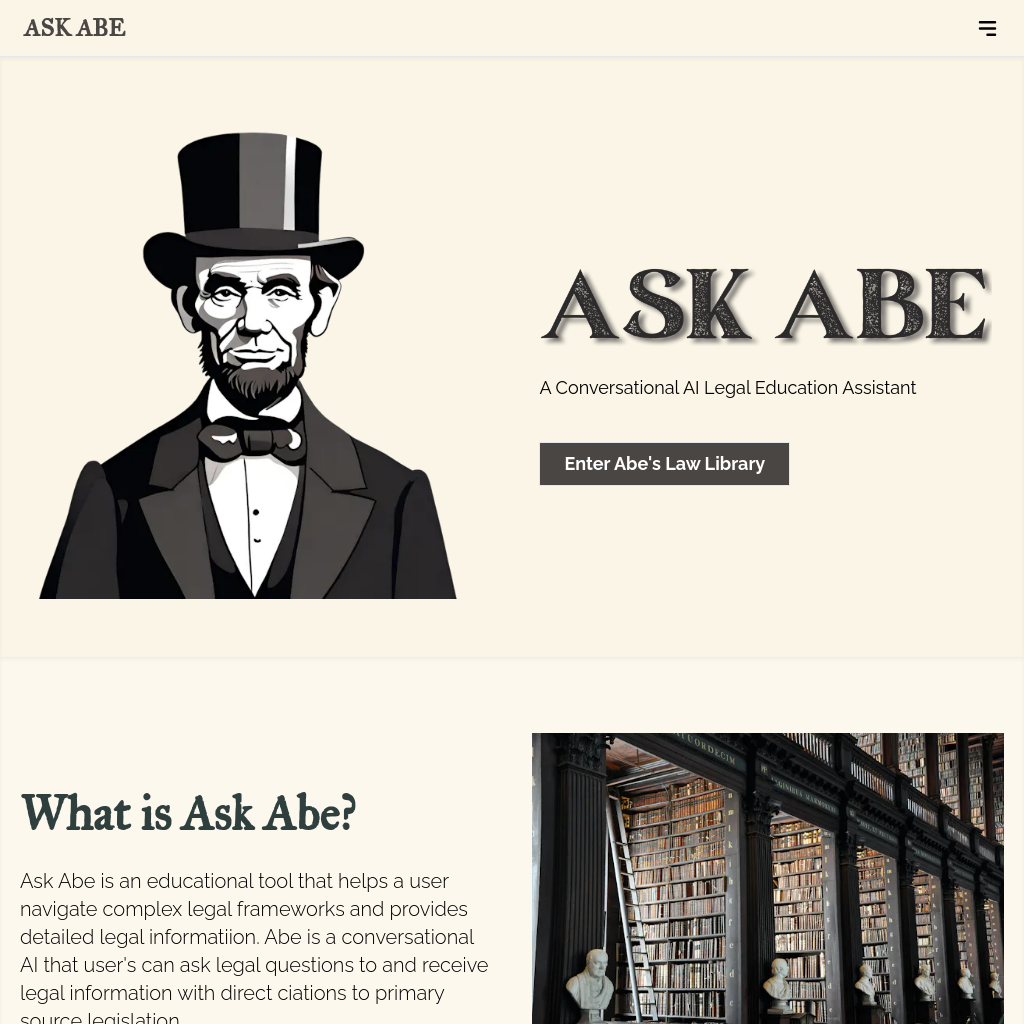 ASK ABE
ASK ABE
A Conversational AI Legal Education Assistant
Enter Abe's Law Library
What is Ask Abe?
Ask Abe is an educational tool that helps a user
navigate complex legal frameworks and provides
detailed legal informatiion. Abe is a conversational
AI that user's can ask legal questions to and receive
legal information with direct ciations to primary
source legislation.